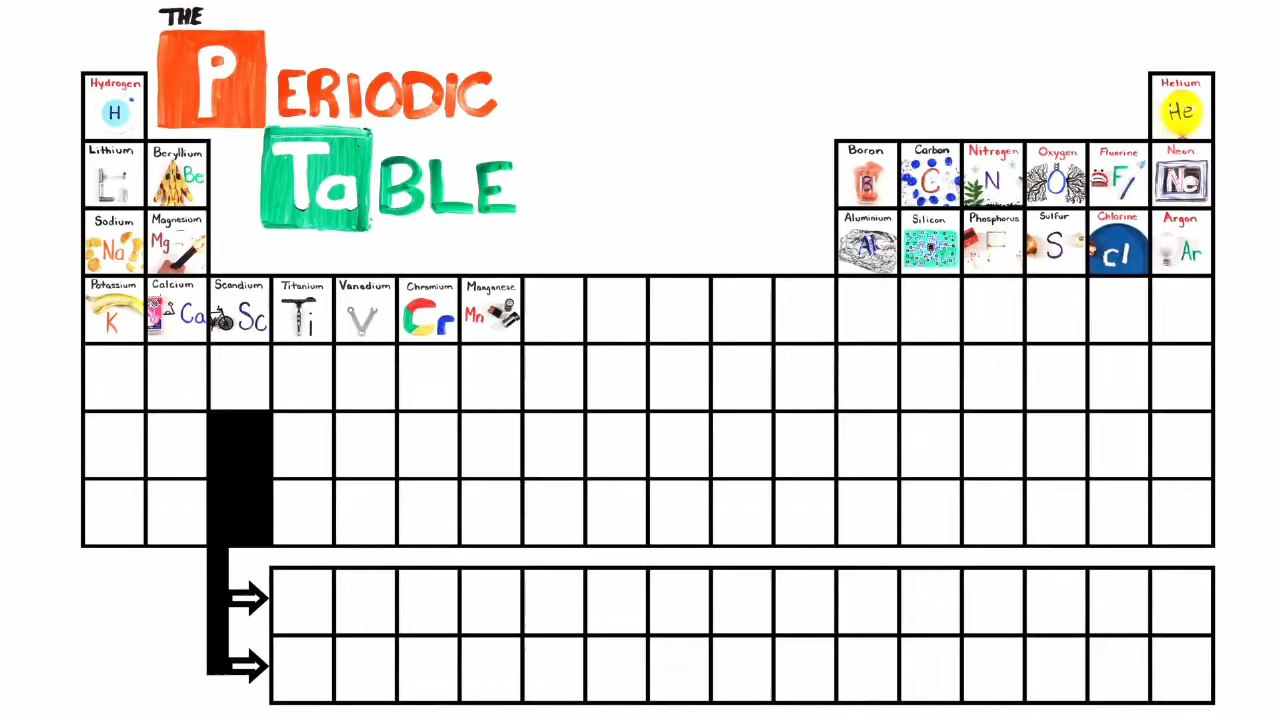 THE
PERIODIC
TaBLE
Hydrogen
H
Helium
He
Lithium
Li
Beryllium
Be
Boron
B
Carbon
C
Nitrogen
N
Oxygen
O
Fluorine
F
Neon
Ne
Sodium
Na
Magnesium
Mg
Aluminium
Al
Silicon
Si
Phosphorus
P
Sulfur
S
Chlorine
Cl
Argon
Ar
Potassium
K
Calcium
Ca
Scandium
Sc
Titanium
Ti
Vanadium
V
Chromium
Cr
Manganese
Mn